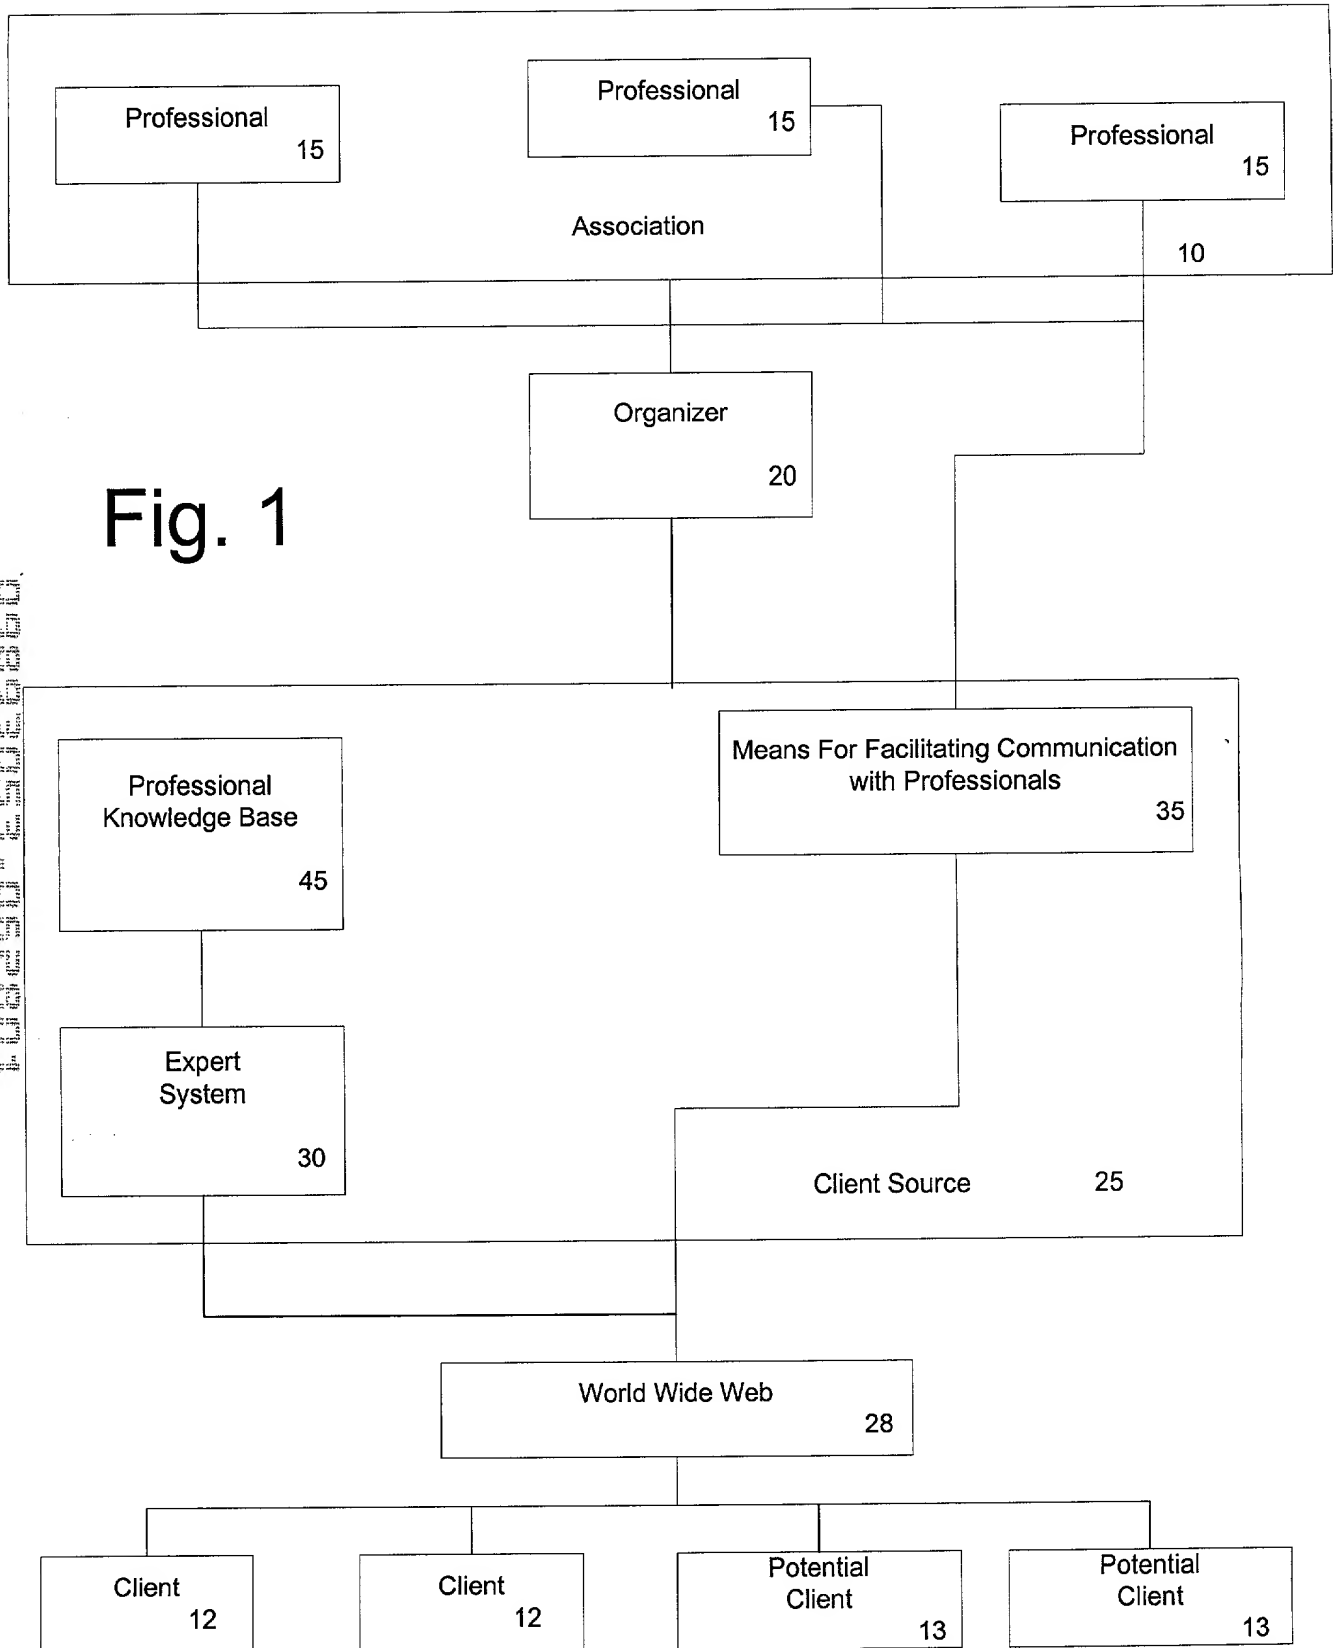 Professional
15
Professional
15
Professional
15
Association
10
Organizer
20
Fig. 1
Professional
Knowledge Base
45
Means For Facilitating Communication
with Professionals
35
Expert
System
30
Client Source 25
World Wide Web
28
Client
12
Client
12
Potential
Client
13
Potential
Client
13